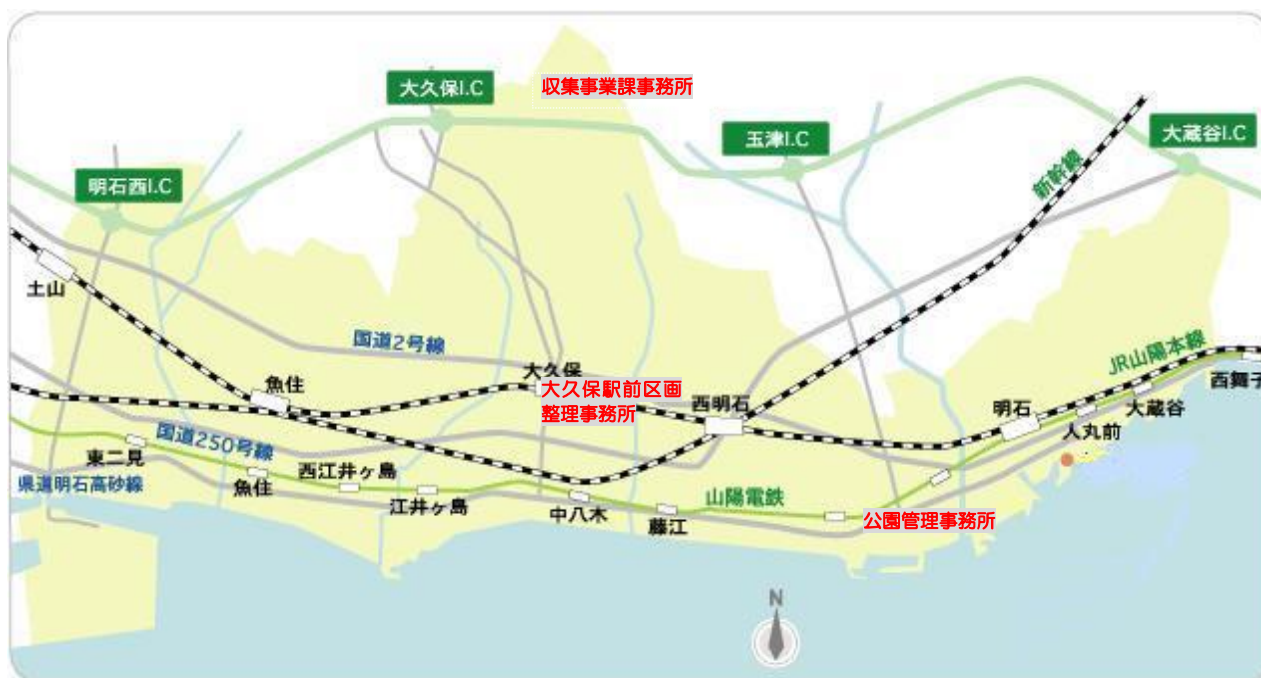 大久保I.C
収集事業課事務所
玉津I.C
大蔵谷I.C
明石西I.C
新幹線
土山
国道2号線
大久保
大久保駅前区画
整理事務所
魚住
西明石
JR山陽本線
西舞子
明石
大蔵谷
人丸前
国道250号線
東二見
魚住
西江井ヶ島
県道明石高砂線
江井ヶ島
中八木
山陽電鉄
藤江
公園管理事務所
N